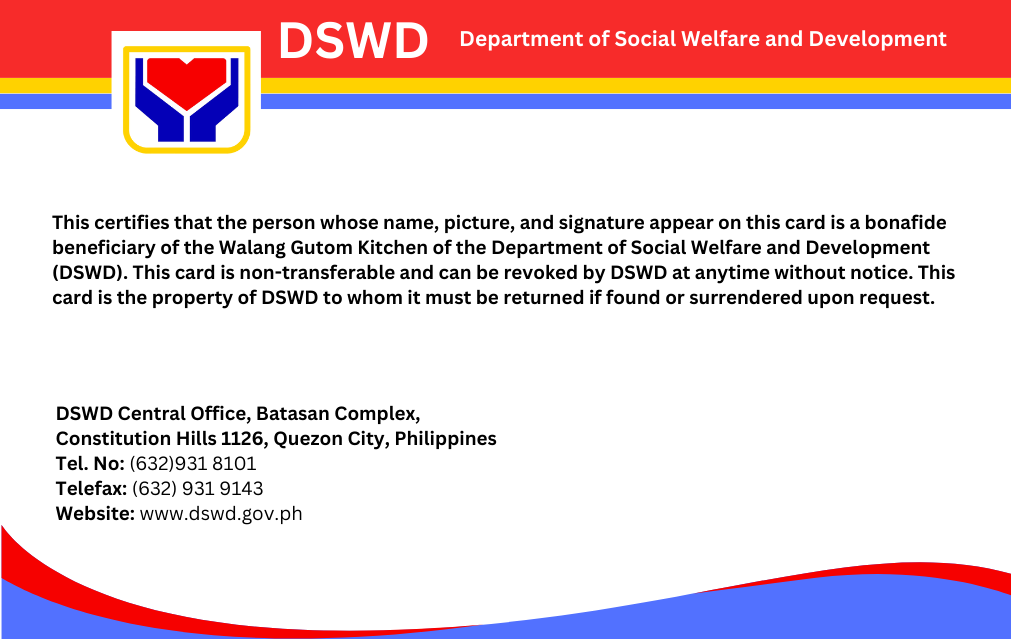 DSWD Department of Social Welfare and Development
This certifies that the person whose name, picture, and signature appear on this card is a bonafide
beneficiary of the Walang Gutom Kitchen of the Department of Social Welfare and Development
(DSWD). This card is non-transferable and can be revoked by DSWD at anytime without notice. This
card is the property of DSWD to whom it must be returned if found or surrendered upon request.
DSWD Central Office, Batasan Complex,
Constitution Hills 1126, Quezon City, Philippines
Tel. No: (632)931 8101
Telefax: (632) 931 9143
Website: www.dswd.gov.ph